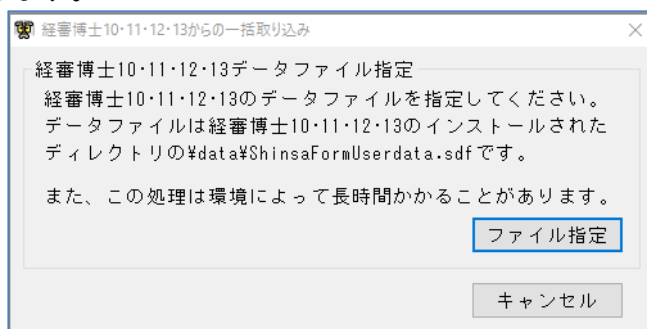 経審博士10・11・12・13からの一括取り込み
経審博士10・11・12・13データファイル指定
経審博士10・11・12・13のデータファイルを指定してください。
データファイルは経審博士10・11・12・13のインストールされた
ディレクトリの¥data¥ShinsaFormUserdata.sdfです。
また、この処理は環境によって長時間かかることがあります。
ファイル指定
キャンセル